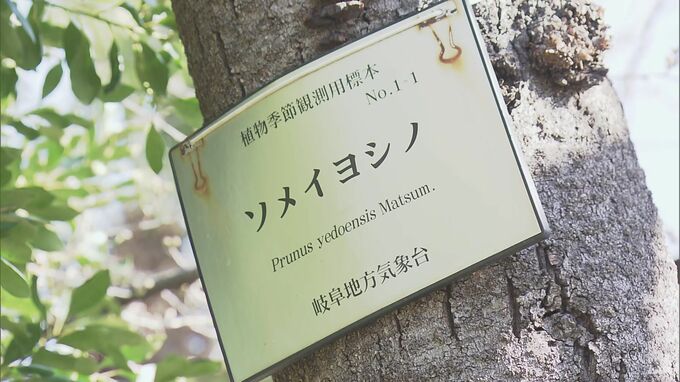 植物季節観測用標本
No.1-1
ソメイヨシノ
Prunus yedoensis Matsum.
岐阜地方気象台